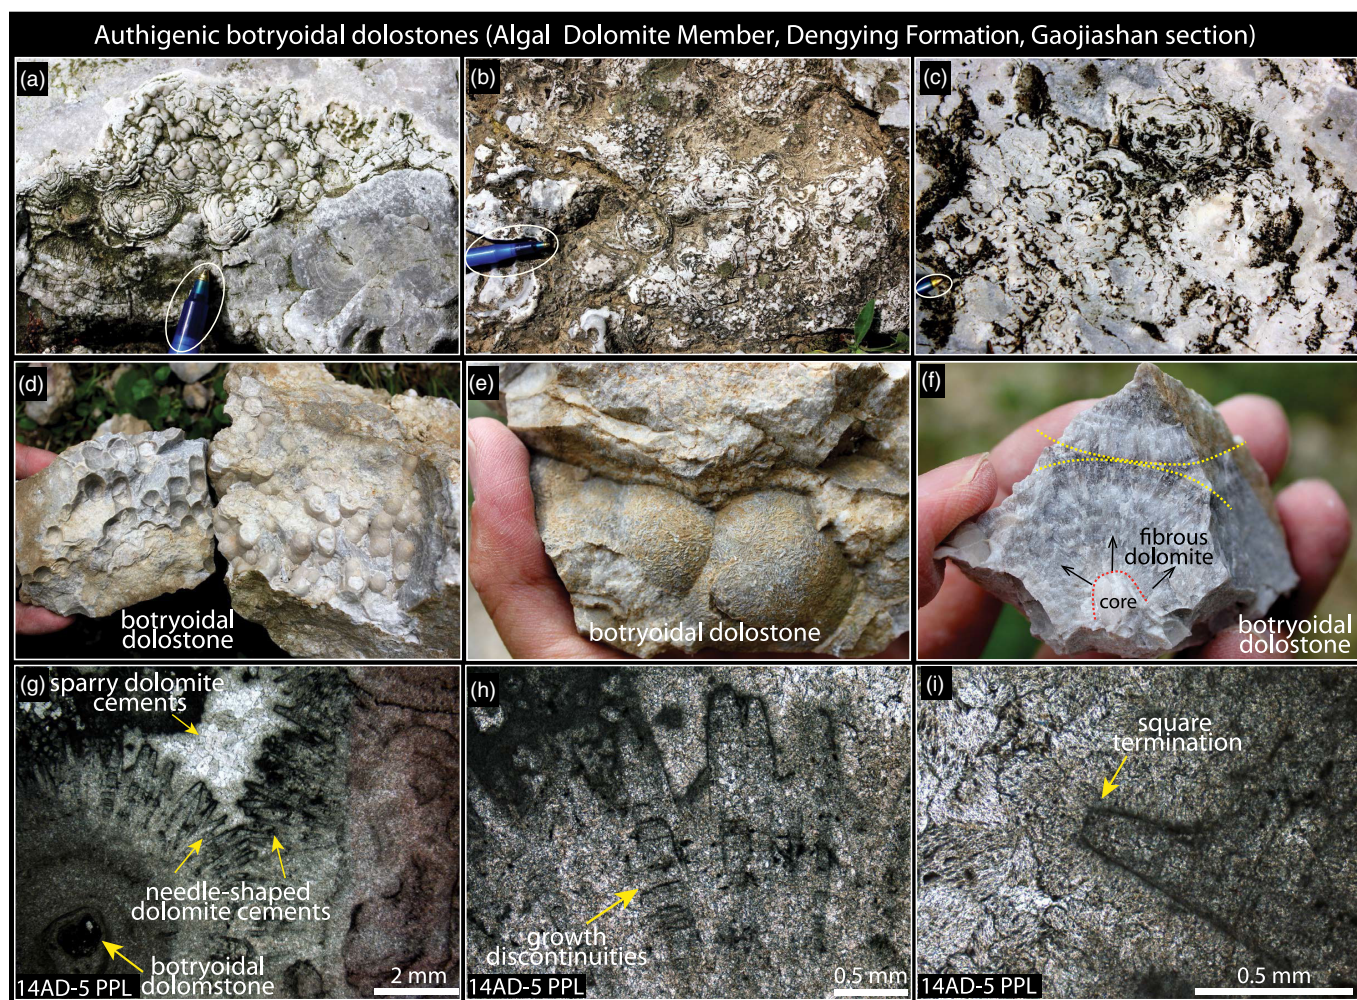 Authigenic botryoidal dolostones (Algal Dolomite Member, Dengying Formation, Gaojiashan section)
(a)
(b)
(c)
(d)
botryoidal
dolostone
(e)
botryoidal dolostone
(f)
fibrous
dolomite
core
botryoidal
dolostone
(g)
sparry dolomite
cements
needle-shaped
dolomite cements
botryoidal
dolomstone
14AD-5 PPL
2 mm
(h)
growth
discontinuities
14AD-5 PPL
0.5 mm
(i)
square
termination
14AD-5 PPL
0.5 mm